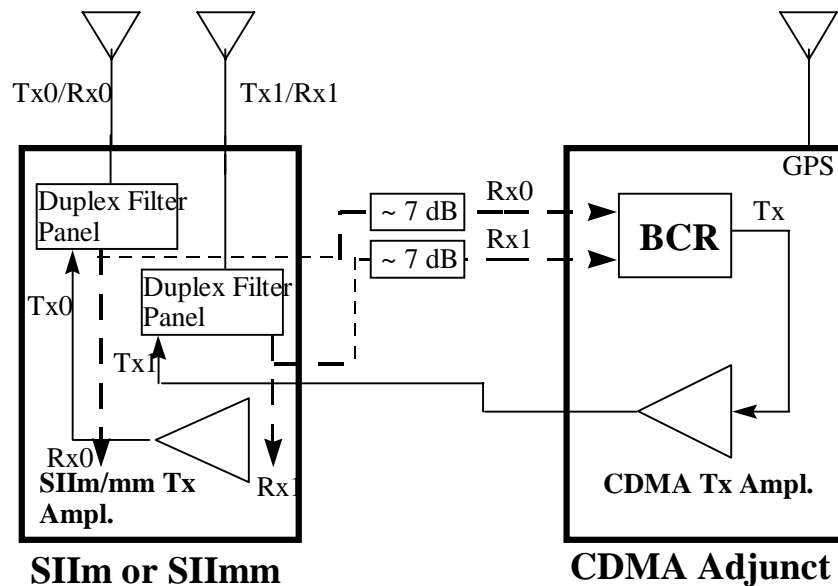 Tx0/Rx0
Tx1/Rx1
GPS
Duplex Filter
Panel
~ 7 dB
Rx0
Tx
BCR
~ 7 dB
Rx1
Duplex Filter
Panel
Tx0
Tx1
Rx0
SIIm/mm Tx
Ampl.
Rx1
CDMA Tx Ampl.
SIIm or SIImm
CDMA Adjunct